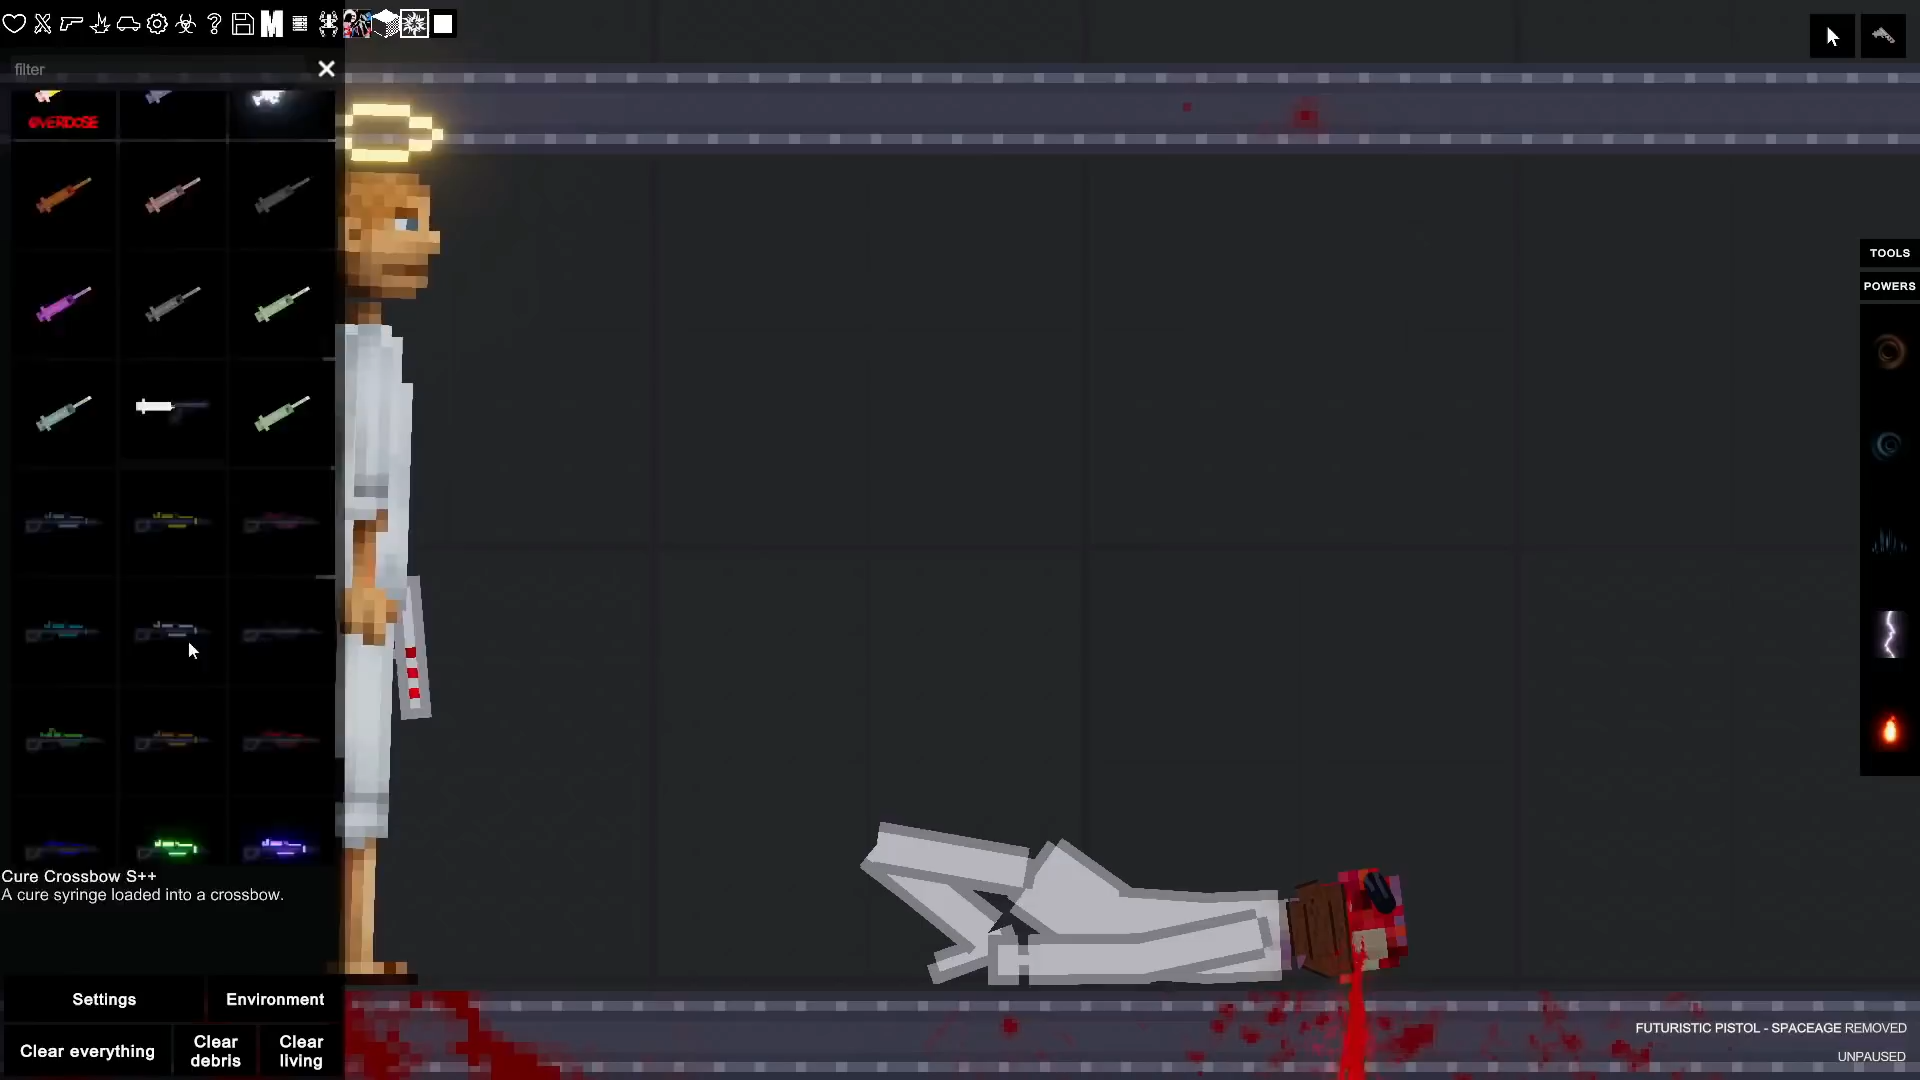 filter
OVERDOSE
TOOLS
POWERS
Cure Crossbow S++
A cure syringe loaded into a crossbow.
Settings
Environment
Clear everything
Clear debris
Clear living
FUTURISTIC PISTOL - SPACEAGE REMOVED
UNPAUSED